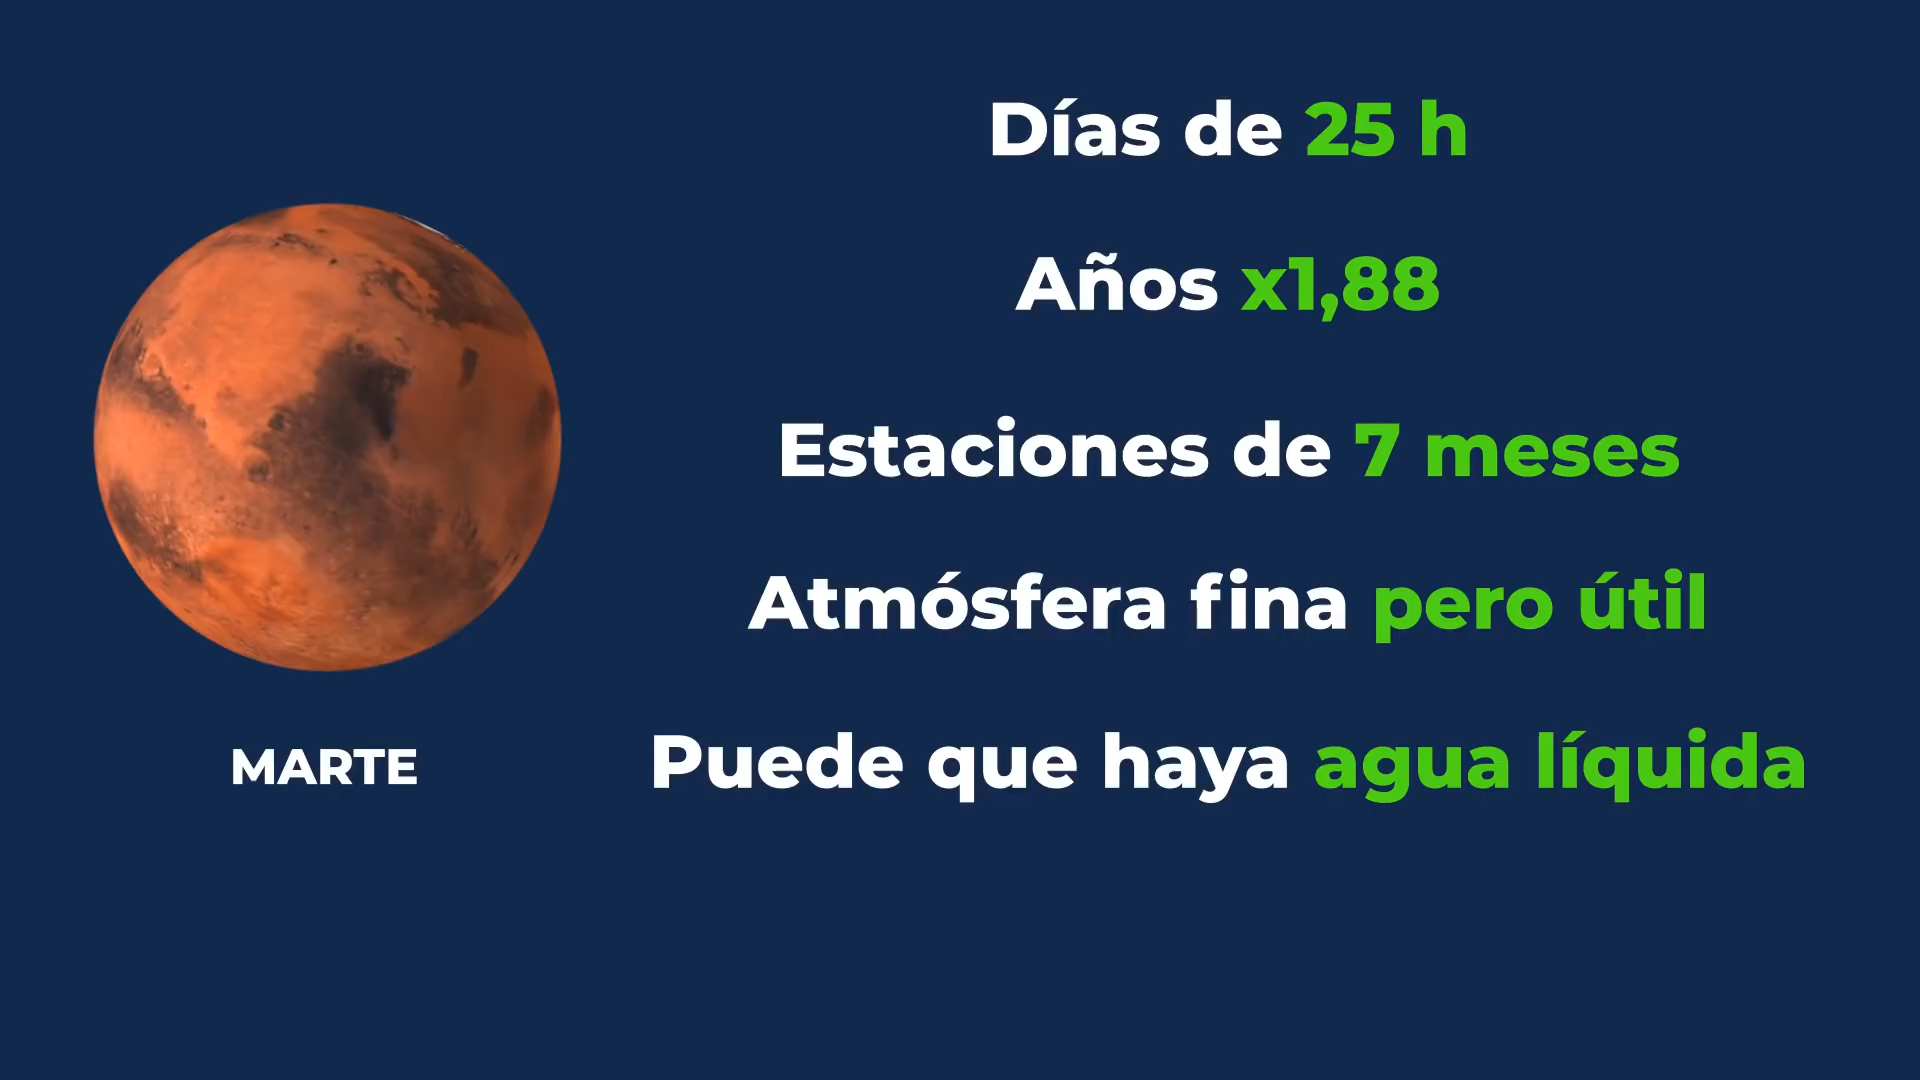 Días de 25 h
Años x1,88
Estaciones de 7 meses
Atmósfera fina pero útil
Puede que haya agua líquida
MARTE